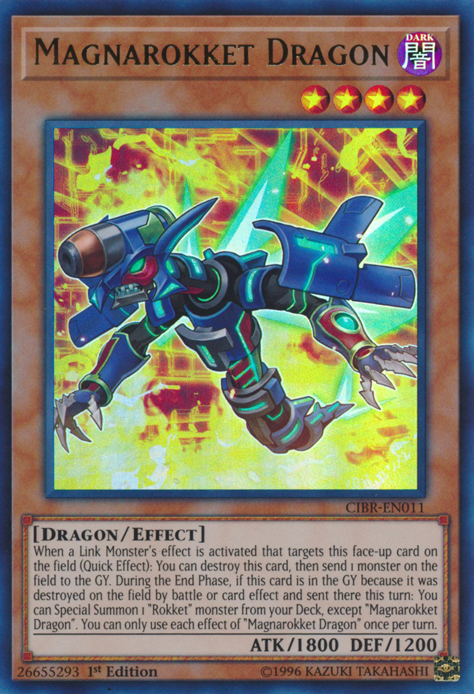 MAGNAROKKET DRAGON
DARK
闇
CIBR-EN011
[DRAGON/EFFECT]
When a Link Monster's effect is activated that targets this face-up card on
the field (Quick Effect): You can destroy this card, then send 1 monster on the
field to the GY. During the End Phase, if this card is in the GY because it was
destroyed on the field by battle or card effect and sent there this turn: You
can Special Summon 1 "Rokket" monster from your Deck, except "Magnarokket
Dragon". You can only use each effect of "Magnarokket Dragon" once per turn.
ATK/1800 DEF/1200
26655293 1st Edition ©1996 KAZUKI TAKAHASHI